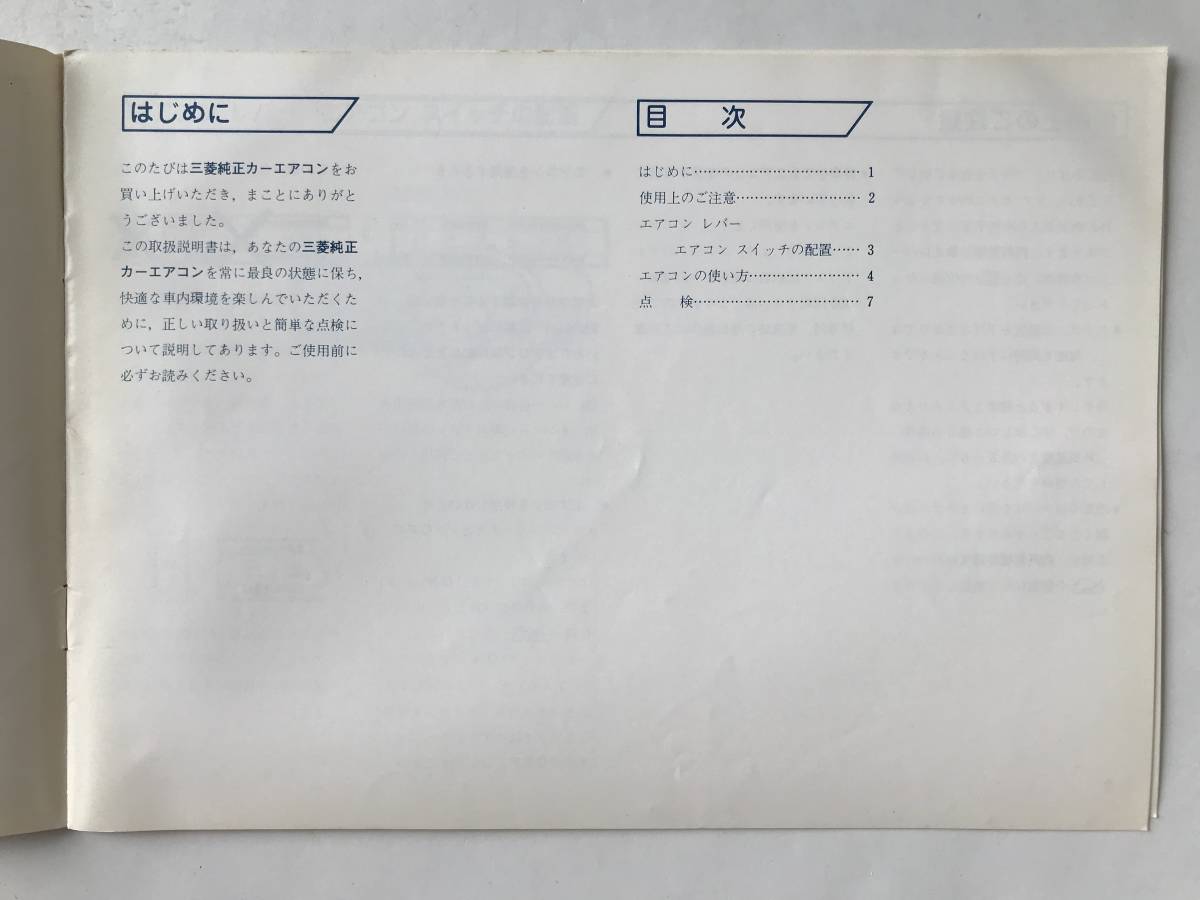 はじめに
このたびは三菱純正カーエアコンをお
買い上げいただき，まことにありがと
うございました。
この取扱説明書は，あなたの三菱純正
カーエアコンを常に最良の状態に保ち，
快適な車内環境を楽しんでいただくた
めに，正しい取り扱いと簡単な点検に
ついて説明してあります。ご使用前に
必ずお読みください。
目　次
はじめに…………………………………… 1
使用上のご注意………………………… 2
エアコン レバー
エアコン スイッチの配置…… 3
エアコンの使い方……………………… 4
点　検…………………………………… 7